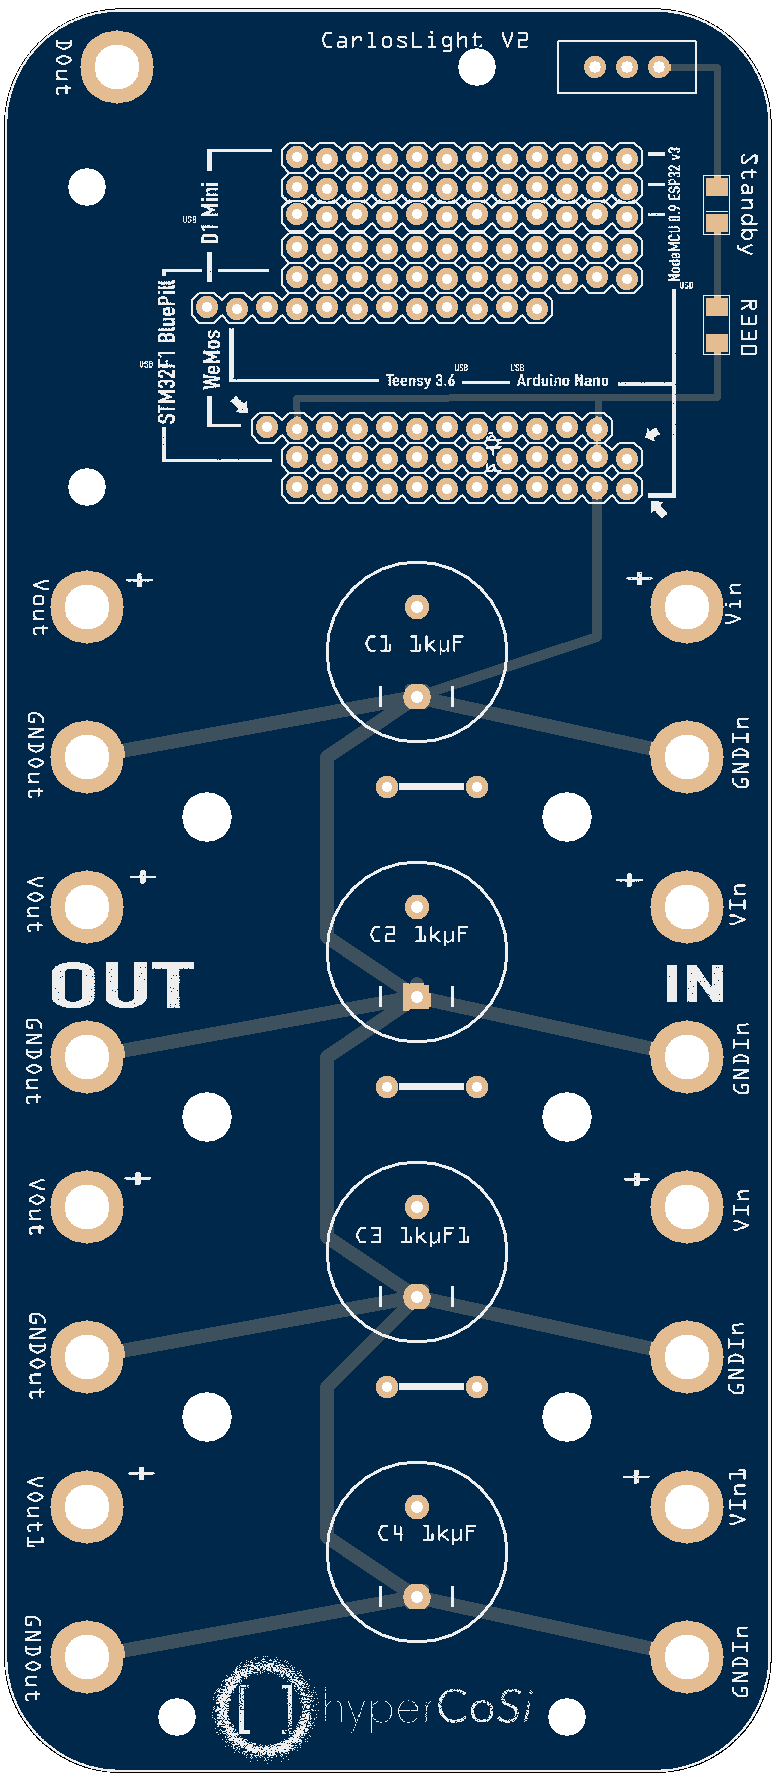 CarlosLight V2
Dout
Standby
D1 Mini
USB
NodeMCU 0.9 ESP32 v3
USB
STM32F1 BluePill
USB
WeMos
REED
Teensy 3.6
USB
USB
Arduino Nano
Vout
+
+
Vin
C1 1kµF
GNDOut
GNDIn
Vout
+
+
VIn
C2 1kµF
OUT
IN
GNDOut
GNDIn
Vout
+
+
VIn
C3 1kµF1
GNDOut
GNDIn
Vout1
+
+
VIn1
C4 1kµF
GNDOut
GNDIn
[ ] hyperCoSi